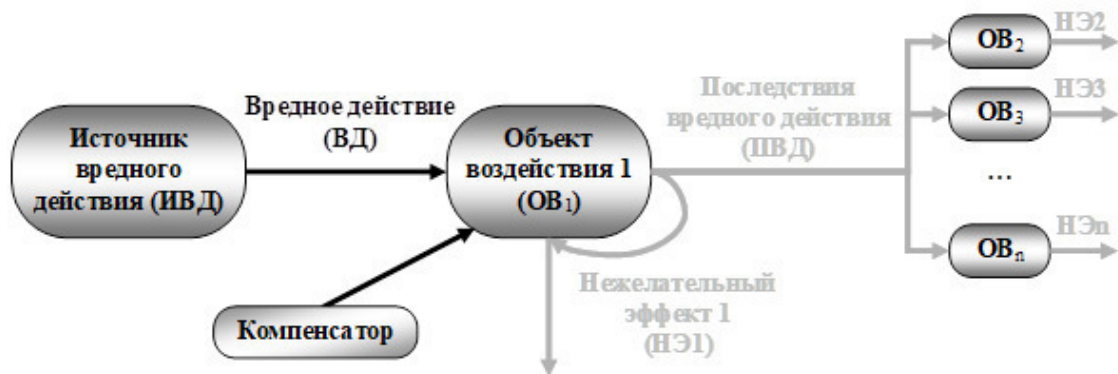 Источник
вредного
действия (ИВД)
Вредное действие
(ВД)
Объект
воздействия 1
(ОВ₁)
Компенсатор
Последствия
вредного действия
(ПВД)
Нежелательный
эффект 1
(НЭ1)
ОВ₂
НЭ2
ОВ₃
НЭ3
...
ОВₙ
НЭn